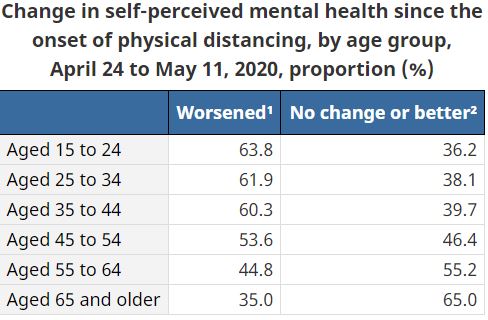 Change in self-perceived mental health since the
onset of physical distancing, by age group,
April 24 to May 11, 2020, proportion (%)
Worsened¹ No change or better²
Aged 15 to 24 63.8 36.2
Aged 25 to 34 61.9 38.1
Aged 35 to 44 60.3 39.7
Aged 45 to 54 53.6 46.4
Aged 55 to 64 44.8 55.2
Aged 65 and older 35.0 65.0